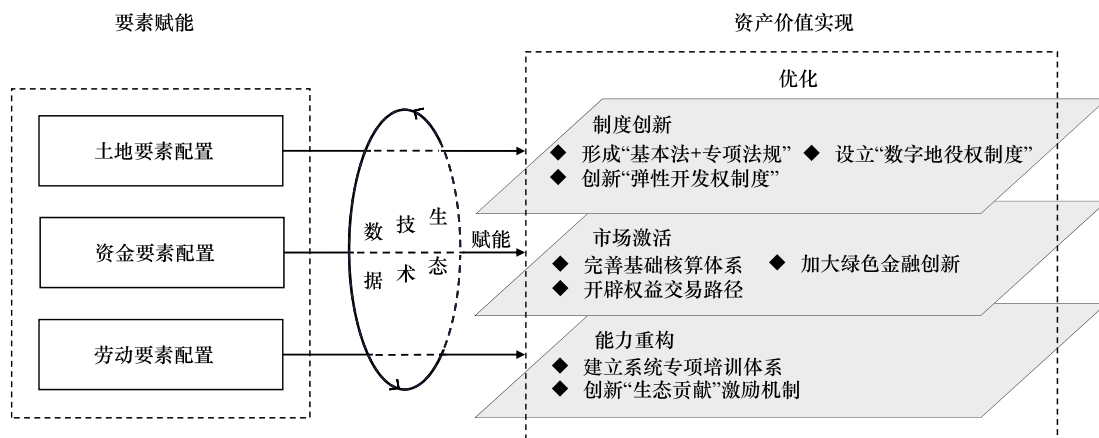 要素赋能
资产价值实现
优化
土地要素配置
资金要素配置
劳动要素配置
数据
技术
生态
赋能
制度创新
◆ 形成“基本法+专项法规” ◆ 设立“数字地役权制度”
◆ 创新“弹性开发权制度”
市场激活
◆ 完善基础核算体系 ◆ 加大绿色金融创新
◆ 开辟权益交易路径
能力重构
◆ 建立系统专项培训体系
◆ 创新“生态贡献”激励机制